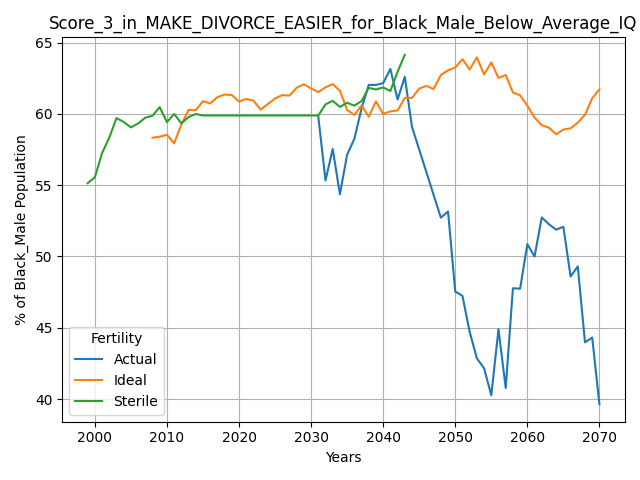 Score_3_in_MAKE_DIVORCE_EASIER_for_Black_Male_Below_Average_IQ
% of Black_Male Population
65
60
55
50
45
40
Fertility
Actual
Ideal
Sterile
2000 2010 2020 2030 2040 2050 2060 2070
Years